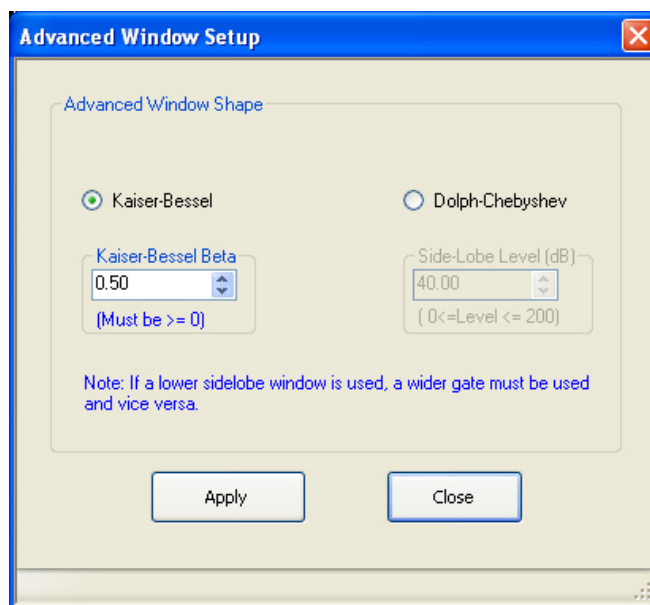 Advanced Window Setup
Advanced Window Shape
Kaiser-Bessel
Dolph-Chebyshev
Kaiser-Bessel Beta
Side-Lobe Level (dB)
0.50
40.00
(Must be >= 0)
( 0<=Level <= 200)
Note: If a lower sidelobe window is used, a wider gate must be used
and vice versa.
Apply
Close